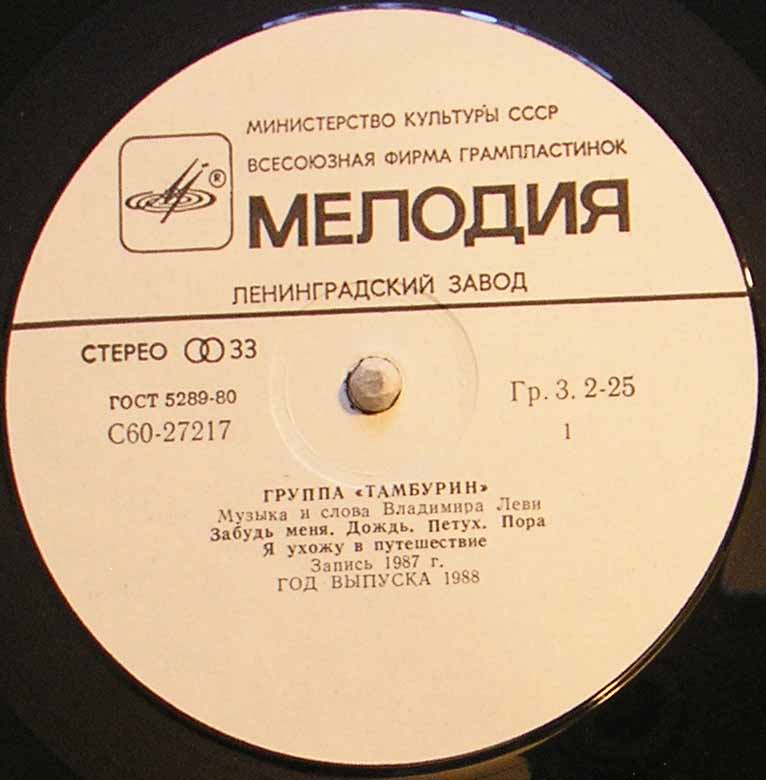 МИНИСТЕРСТВО КУЛЬТУРЫ СССР
ВСЕСОЮЗНАЯ ФИРМА ГРАМПЛАСТИНОК
®
МЕЛОДИЯ
ЛЕНИНГРАДСКИЙ ЗАВОД
СТЕРЕО 33
ГОСТ 5289-80
С60-27217
Гр. 3. 2-25
1
ГРУППА «ТАМБУРИН»
Музыка и слова Владимира Леви
Забудь меня. Дождь. Петух. Пора
Я ухожу в путешествие
Запись 1987 г.
ГОД ВЫПУСКА 1988